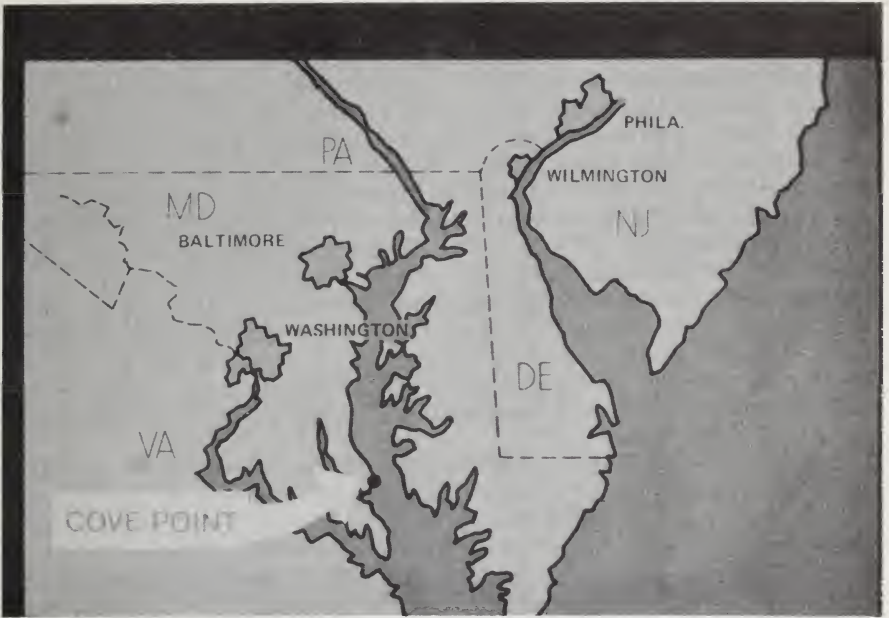 PHILA.
PA
WILMINGTON
MD
NJ
BALTIMORE
WASHINGTON
DE
VA
COVE POINT